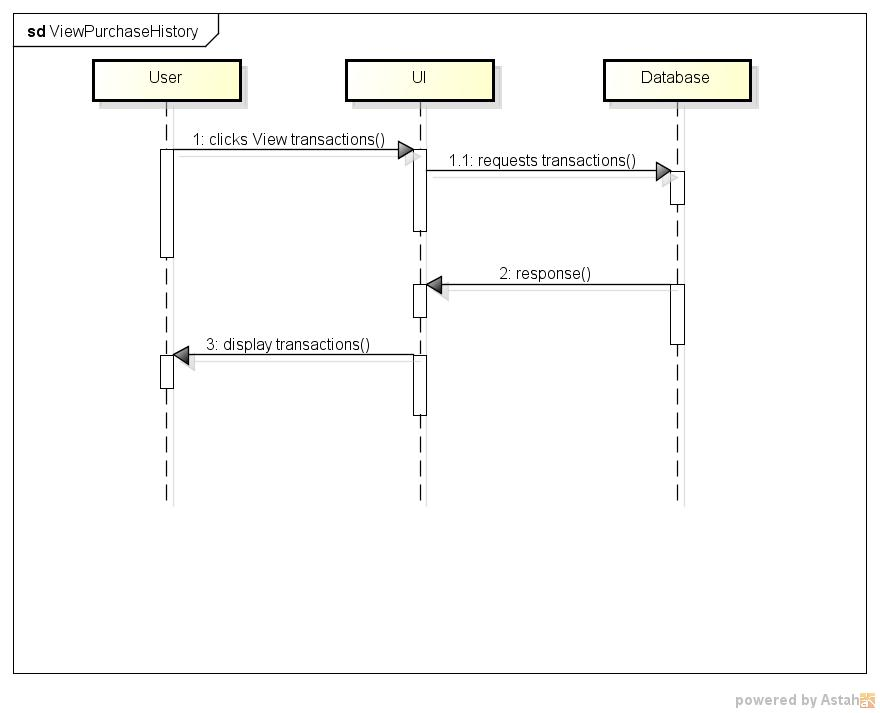 sd ViewPurchaseHistory
User
UI
Database
1: clicks View transactions()
1.1: requests transactions()
2: response()
3: display transactions()
powered by Astah